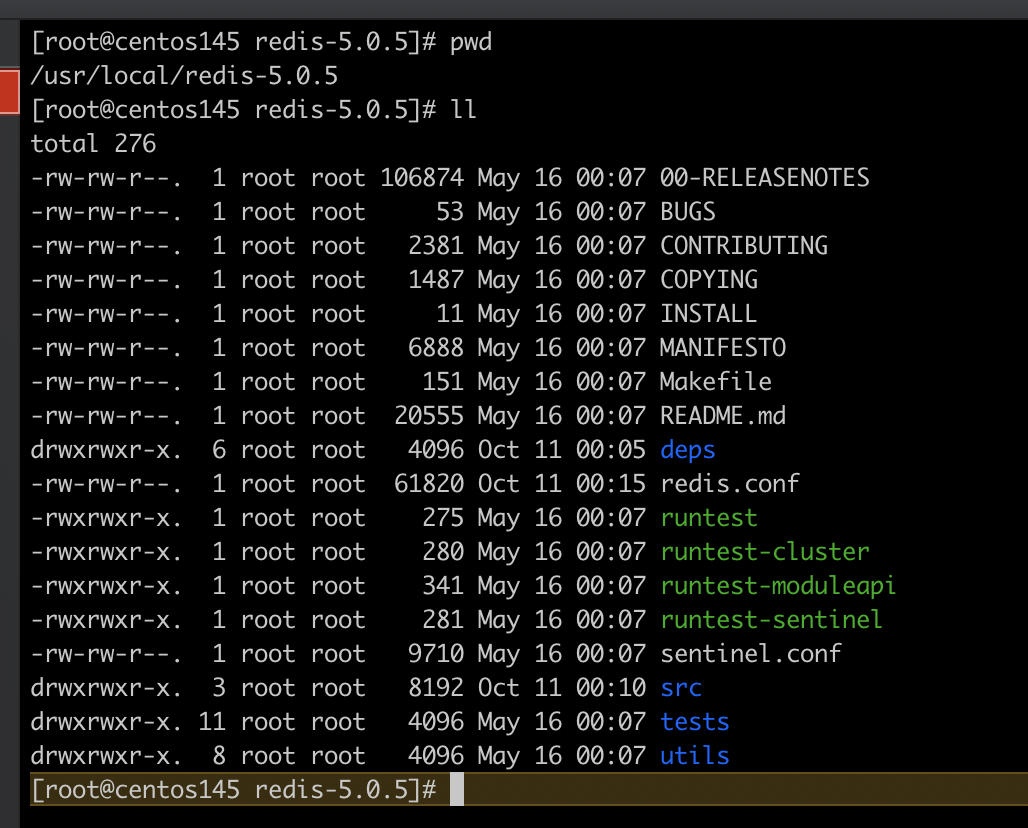 [root@centos145 redis-5.0.5]# pwd
/usr/local/redis-5.0.5
[root@centos145 redis-5.0.5]# ll
total 276
-rw-rw-r--.  1 root root 106874 May 16 00:07 00-RELEASENOTES
-rw-rw-r--.  1 root root     53 May 16 00:07 BUGS
-rw-rw-r--.  1 root root   2381 May 16 00:07 CONTRIBUTING
-rw-rw-r--.  1 root root   1487 May 16 00:07 COPYING
-rw-rw-r--.  1 root root     11 May 16 00:07 INSTALL
-rw-rw-r--.  1 root root   6888 May 16 00:07 MANIFESTO
-rw-rw-r--.  1 root root    151 May 16 00:07 Makefile
-rw-rw-r--.  1 root root  20555 May 16 00:07 README.md
drwxrwxr-x.  6 root root   4096 Oct 11 00:05 deps
-rw-rw-r--.  1 root root  61820 Oct 11 00:15 redis.conf
-rwxrwxr-x.  1 root root    275 May 16 00:07 runtest
-rwxrwxr-x.  1 root root    280 May 16 00:07 runtest-cluster
-rwxrwxr-x.  1 root root    341 May 16 00:07 runtest-moduleapi
-rwxrwxr-x.  1 root root    281 May 16 00:07 runtest-sentinel
-rw-rw-r--.  1 root root   9710 May 16 00:07 sentinel.conf
drwxrwxr-x.  3 root root   8192 Oct 11 00:10 src
drwxrwxr-x. 11 root root   4096 May 16 00:07 tests
drwxrwxr-x.  8 root root   4096 May 16 00:07 utils
[root@centos145 redis-5.0.5]#